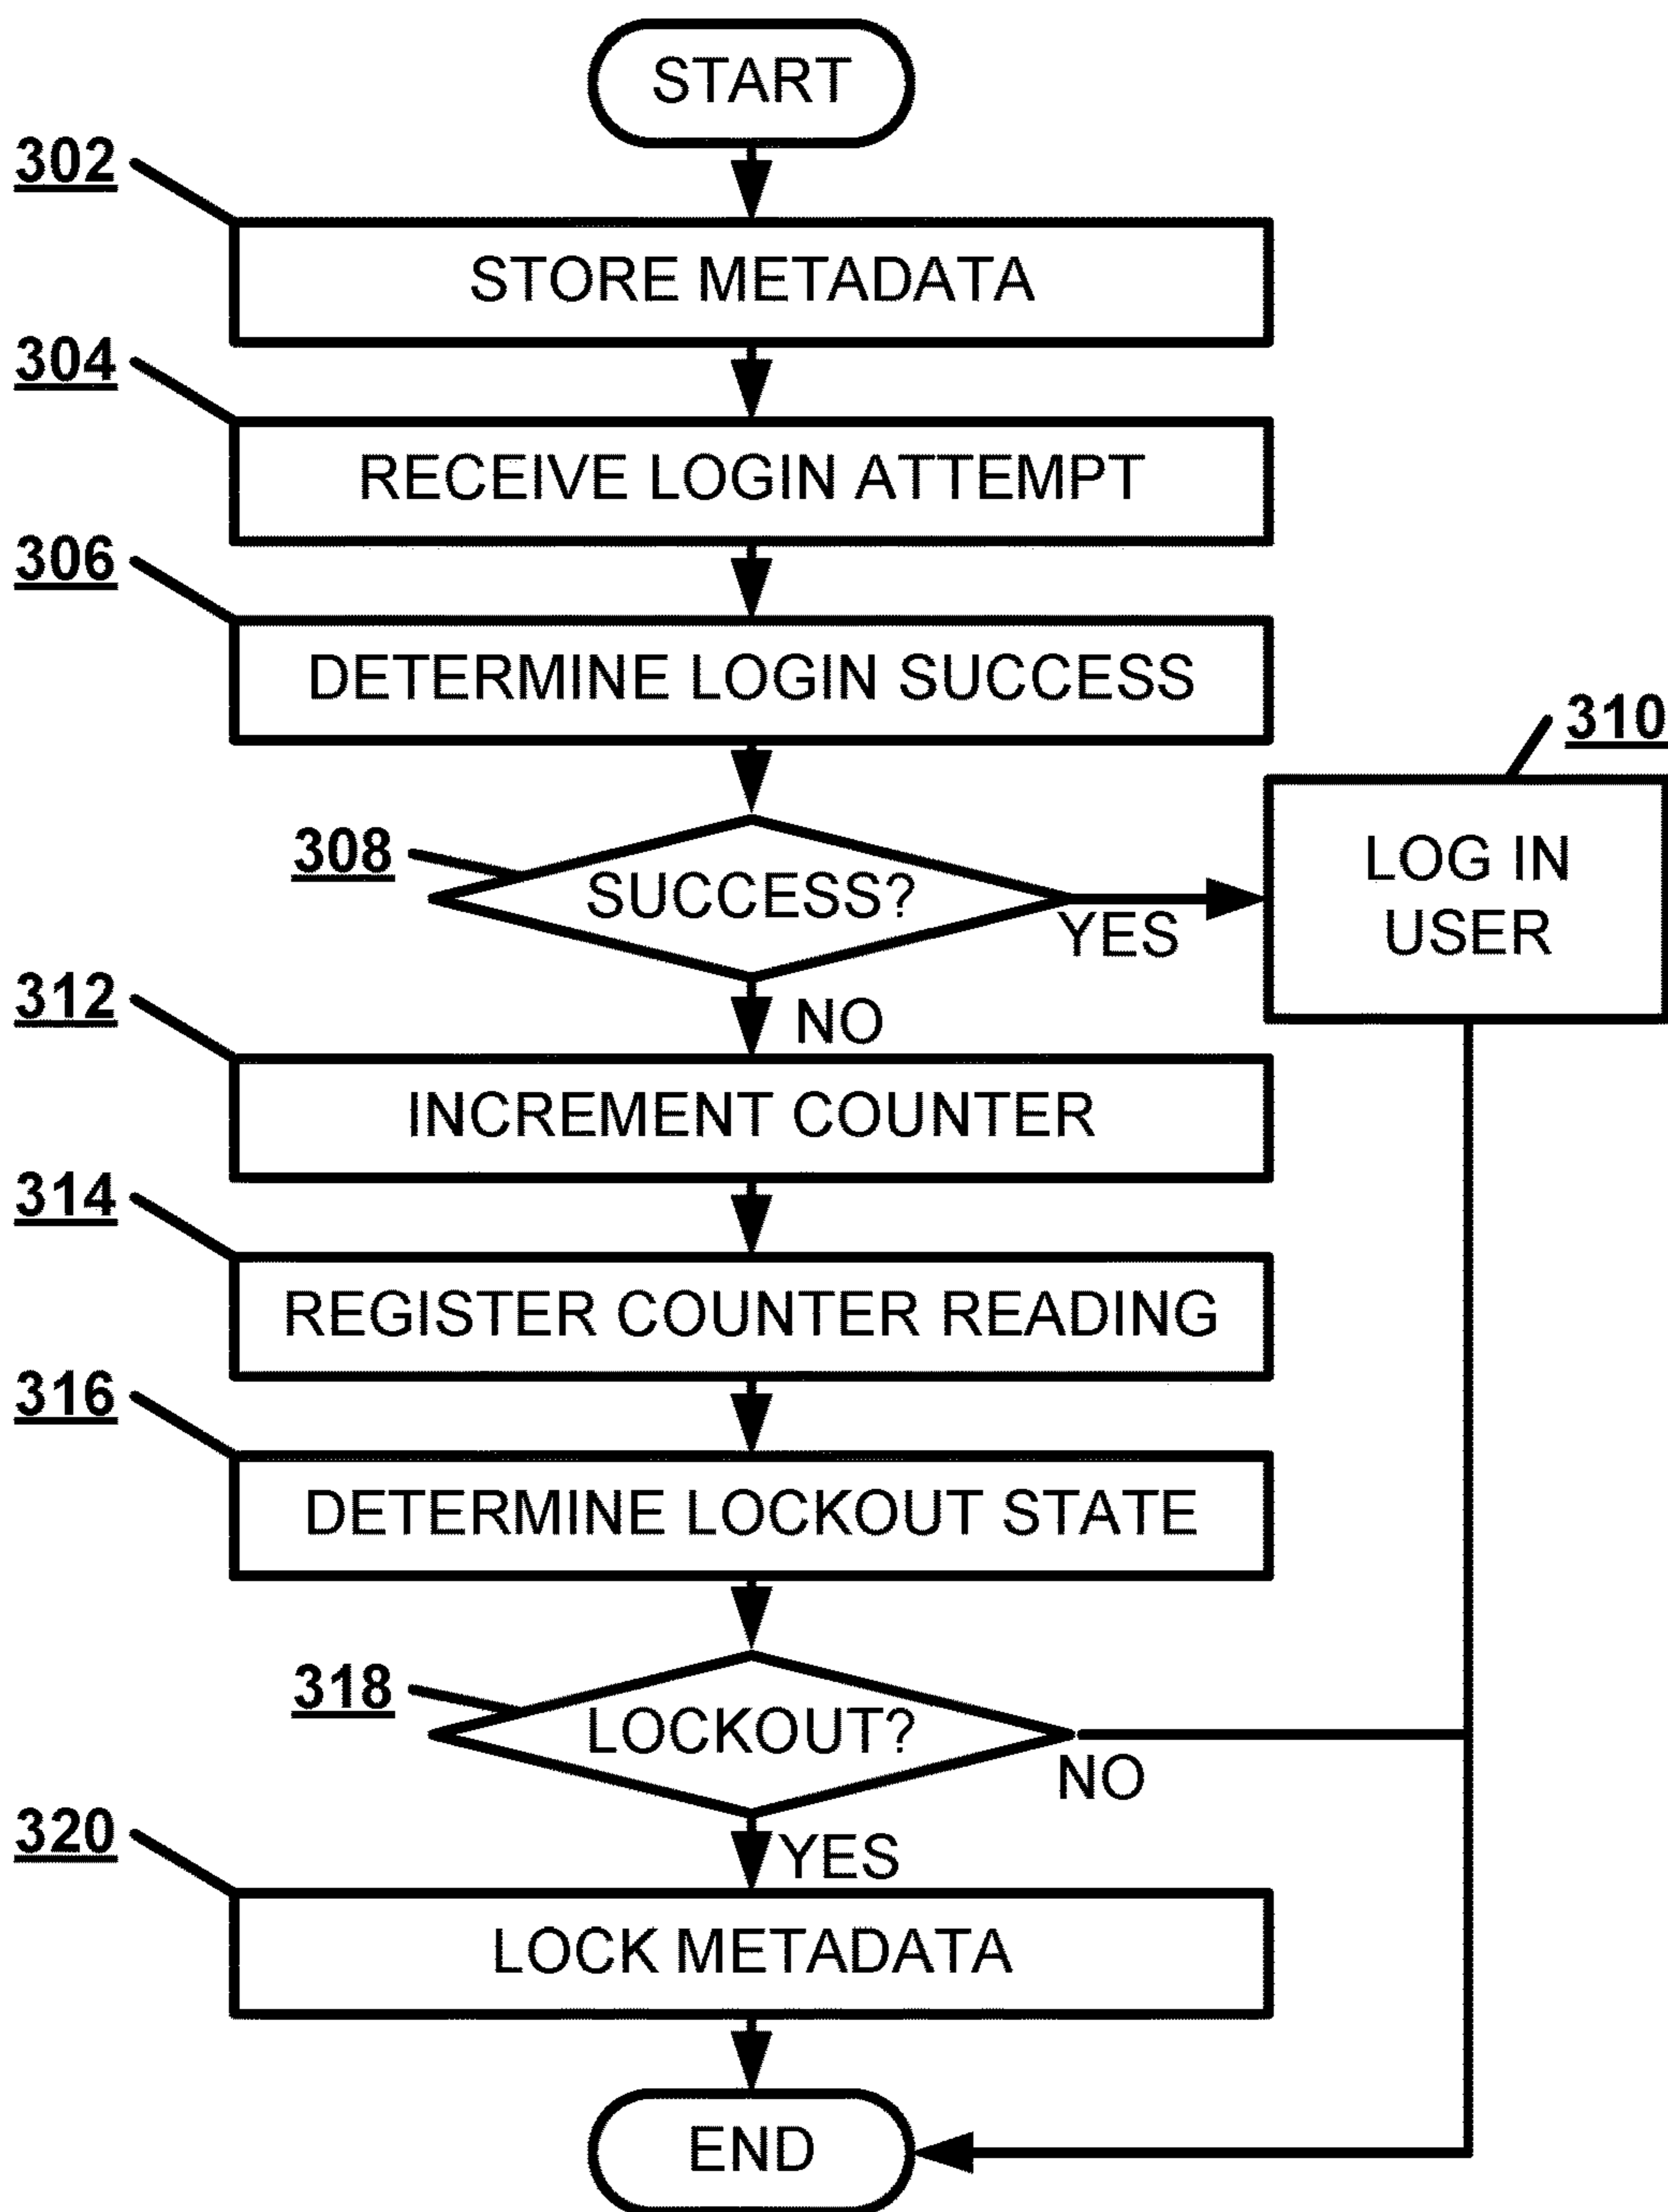 START
302
STORE METADATA
304
RECEIVE LOGIN ATTEMPT
306
DETERMINE LOGIN SUCCESS
308
SUCCESS?
YES
310
LOG IN
USER
NO
312
INCREMENT COUNTER
314
REGISTER COUNTER READING
316
DETERMINE LOCKOUT STATE
318
LOCKOUT?
NO
YES
320
LOCK METADATA
END